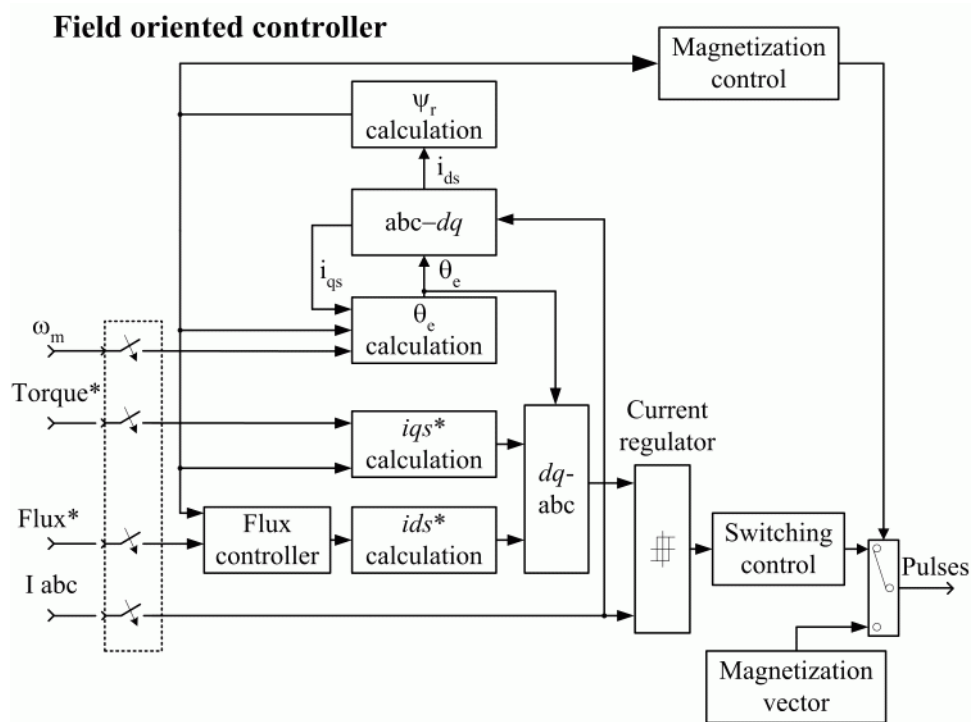 Field oriented controller
Magnetization
control
ψr
calculation
ids
abc–dq
iqs
θe
θe
calculation
ωm
Torque*
iqs*
calculation
Current
regulator
dq-
abc
Flux*
Flux
controller
ids*
calculation
Switching
control
Pulses
I abc
Magnetization
vector